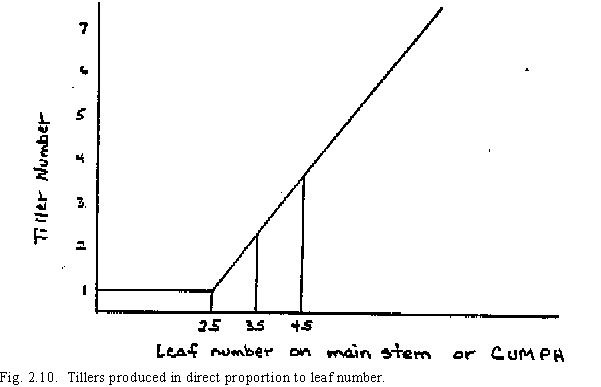 7
6
5
4
3
2
1
Tiller Number
2.5 3.5 4.5
Leaf number on main stem or CUMPH
Fig. 2.10. Tillers produced in direct proportion to leaf number.